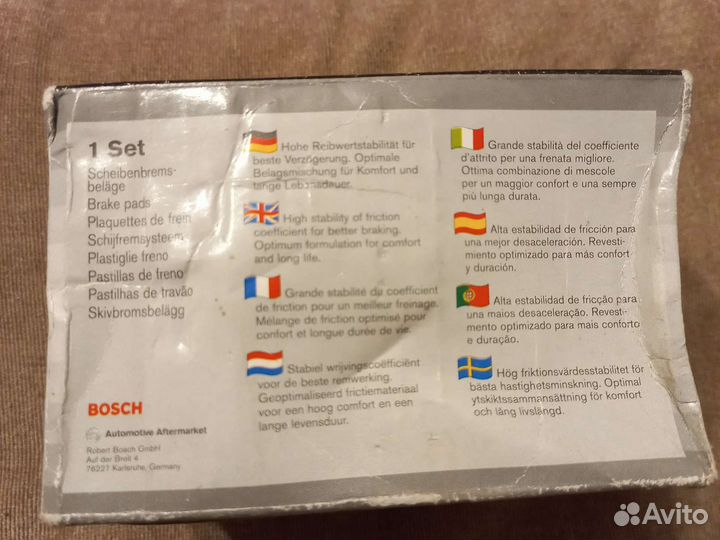 1 Set
Scheibenbrems-
beläge
Brake pads
Plaquettes de frein
Schijfremsysteem
Plastiglie freno
Pastillas de freno
Pastilhas de travão
Skivbromsbelägg
BOSCH
Automotive Aftermarket
Robert Bosch GmbH
Auf der Breit 4
76227 Karlsruhe, Germany
Hohe Reibwertstabilität für
beste Verzögerung. Optimale
Belagsmischung für Komfort und
lange Lebensdauer.
High stability of friction
coefficient for better braking.
Optimum formulation for comfort
and long life.
Grande stabilité du coefficient
de friction pour un meilleur freinage.
Mélange de friction optimisé pour
confort et longue durée de vie.
Stabiel wrijvingscoëfficiënt
voor de beste remwerking.
Geoptimaliseerd frictiemateriaal
voor een hoog comfort en een
lange levensduur.
Grande stabilità del coefficiente
d'attrito per una frenata migliore.
Ottima combinazione di mescole
per un maggior confort e una sempre
più lunga durata.
Alta estabilidad de fricción para
una mejor desaceleración. Revesti-
miento optimizado para más confort
y duración.
Alta estabilidad de fricção para
una maios desaceleração. Revesti-
mento optimizado para mais conforto
e duração.
Hög friktionsvärdesstabilitet för
bästa hastighetsminskning. Optimal
ytskiktssammansättning för komfort
och lång livslängd.
Avito